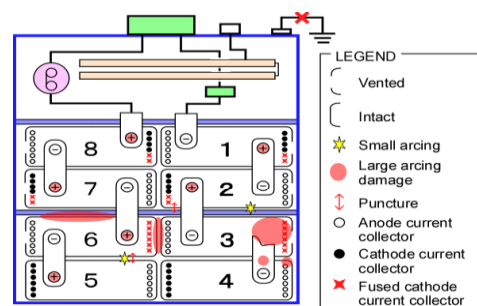 8
1
7
2
6
3
5
4
LEGEND
Vented
Intact
Small arcing
Large arcing
damage
Puncture
Anode current
collector
Cathode current
collector
Fused cathode
current collector